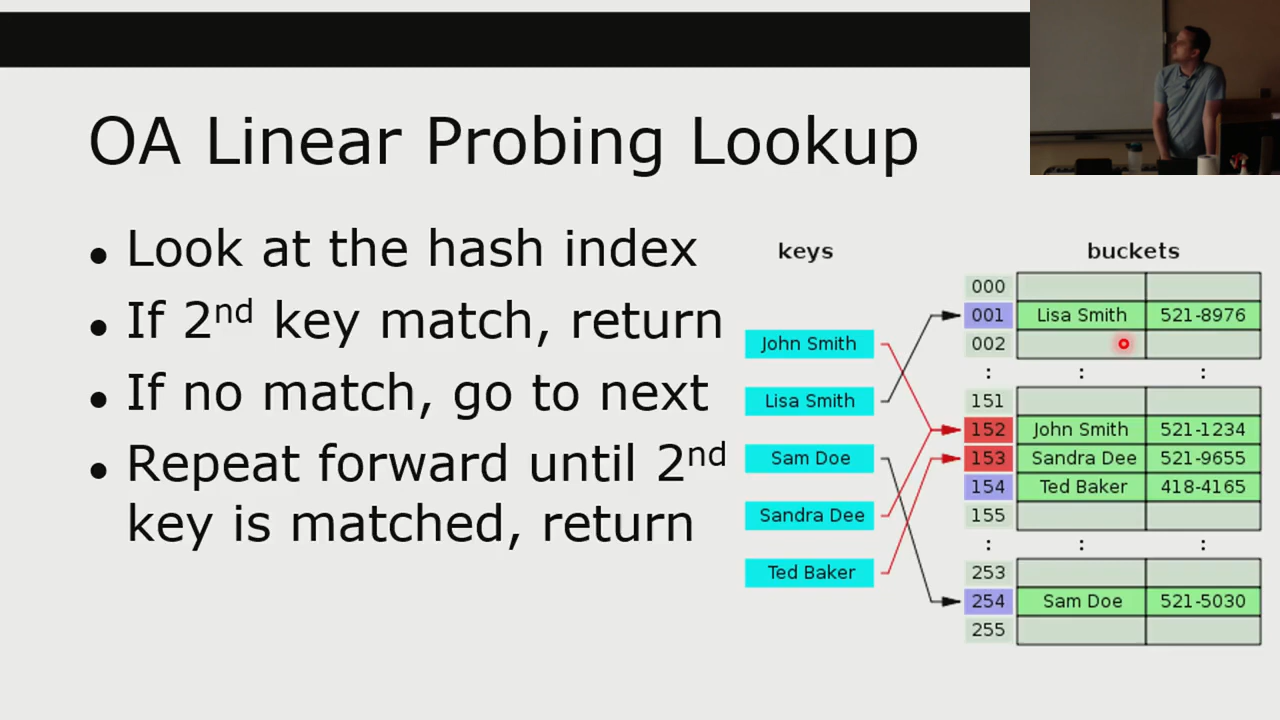 OA Linear Probing Lookup
• Look at the hash index
• If 2nd key match, return
• If no match, go to next
• Repeat forward until 2nd
key is matched, return
keys
John Smith
Lisa Smith
Sam Doe
Sandra Dee
Ted Baker
buckets
000
001 Lisa Smith 521-8976
002
: : :
151
152 John Smith 521-1234
153 Sandra Dee 521-9655
154 Ted Baker 418-4165
155
: : :
253
254 Sam Doe 521-5030
255